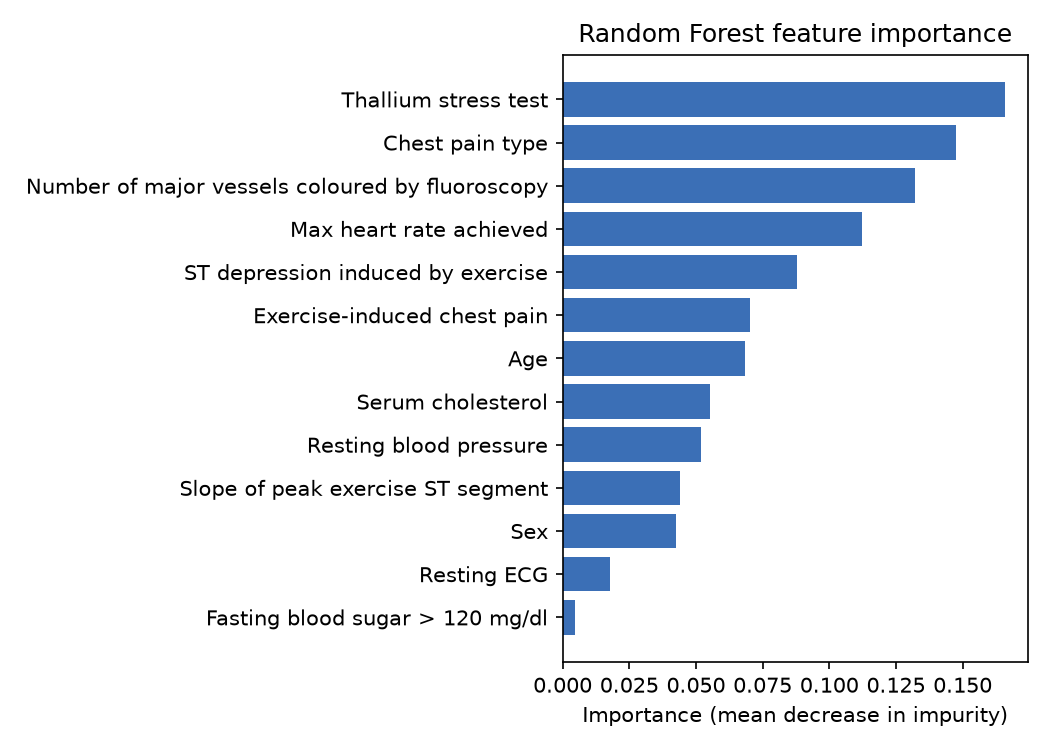 Random Forest feature importance
Thallium stress test
Chest pain type
Number of major vessels coloured by fluoroscopy
Max heart rate achieved
ST depression induced by exercise
Exercise-induced chest pain
Age
Serum cholesterol
Resting blood pressure
Slope of peak exercise ST segment
Sex
Resting ECG
Fasting blood sugar > 120 mg/dl
0.000 0.025 0.050 0.075 0.100 0.125 0.150
Importance (mean decrease in impurity)